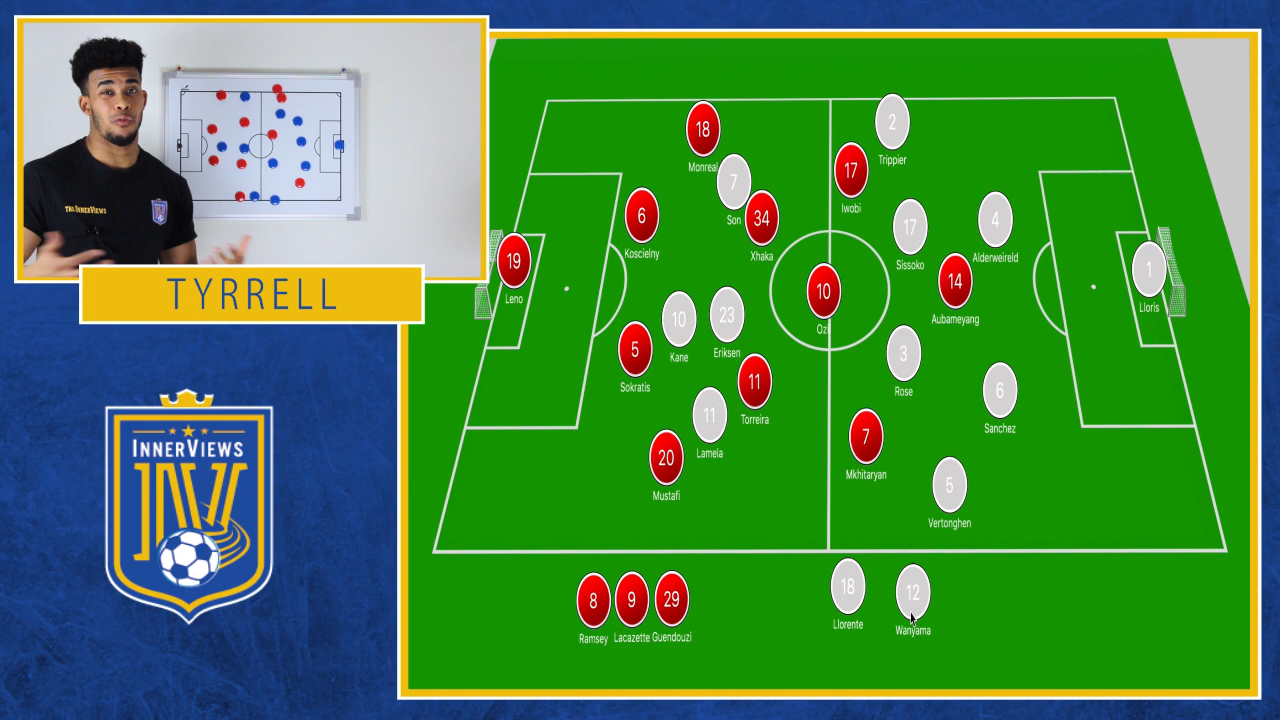 THE INNERVIEWS
TYRRELL
INNERVIEWS
IV
18
Monreal
7
Son
34
Xhaka
6
Koscielny
19
Leno
10
Kane
23
Eriksen
5
Sokratis
11
Torreira
11
Lamela
20
Mustafi
2
Trippier
17
Iwobi
17
Sissoko
4
Alderweireld
1
Lloris
10
14
Aubameyang
3
Rose
6
Sanchez
7
Mkhitaryan
5
Vertonghen
8
Ramsey
9
Lacazette
29
Guendouzi
18
Llorente
12
Wanyama